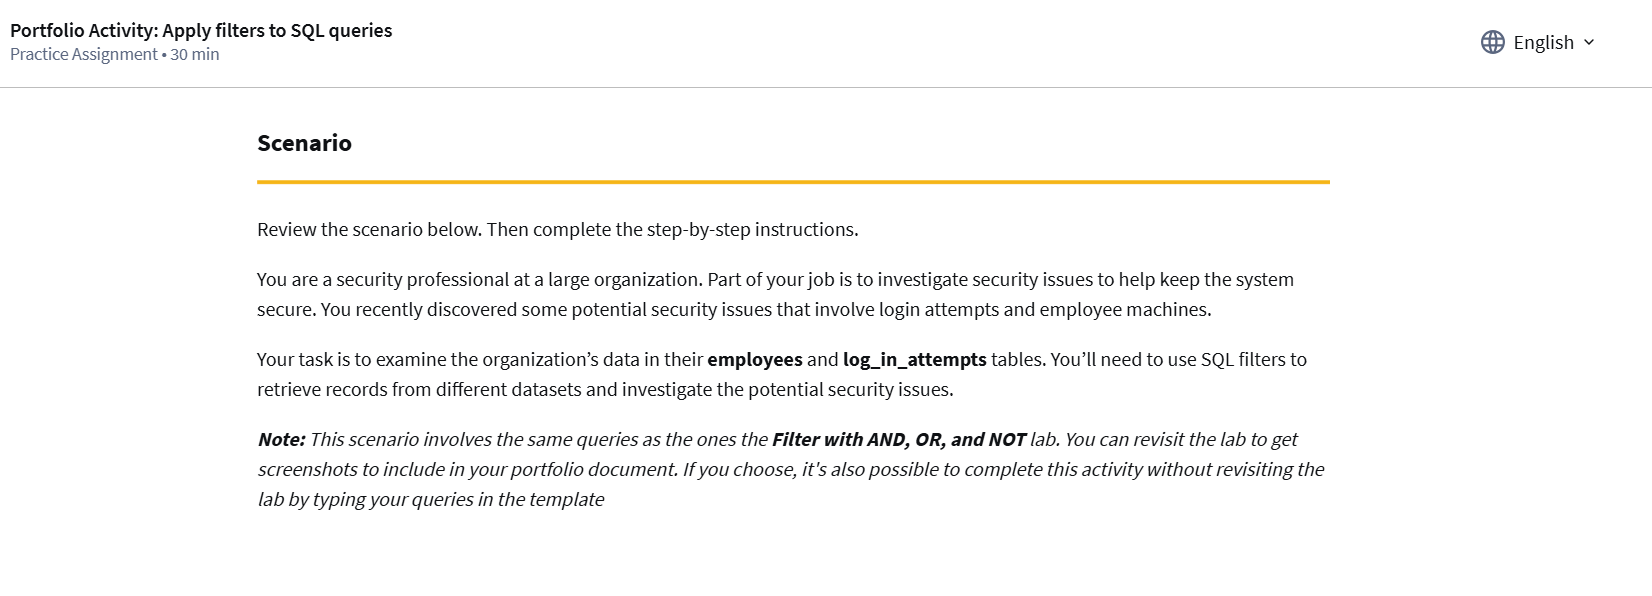 Portfolio Activity: Apply filters to SQL queries
Practice Assignment • 30 min
English
Scenario
Review the scenario below. Then complete the step-by-step instructions.
You are a security professional at a large organization. Part of your job is to investigate security issues to help keep the system
secure. You recently discovered some potential security issues that involve login attempts and employee machines.
Your task is to examine the organization’s data in their employees and log_in_attempts tables. You’ll need to use SQL filters to
retrieve records from different datasets and investigate the potential security issues.
Note: This scenario involves the same queries as the ones the Filter with AND, OR, and NOT lab. You can revisit the lab to get
screenshots to include in your portfolio document. If you choose, it's also possible to complete this activity without revisiting the
lab by typing your queries in the template